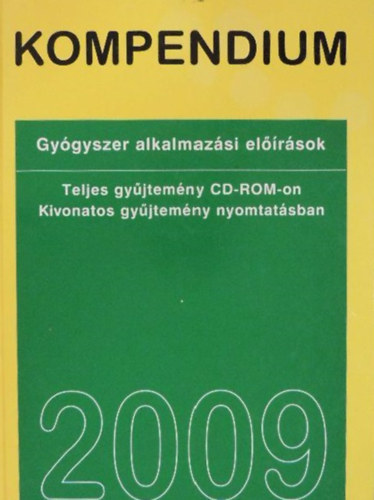 KOMPENDIUM
Gyógyszer alkalmazási előírások
Teljes gyűjtemény CD-ROM-on
Kivonatos gyűjtemény nyomtatásban
2009